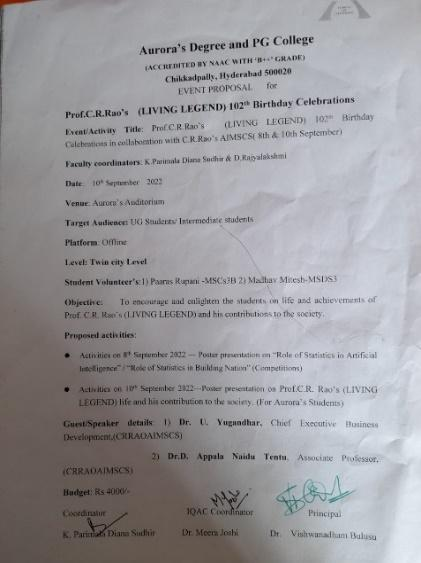 Aurora's Degree and PG College
(ACCREDITED BY NAAC WITH 'B++' GRADE)
Chikkadpally, Hyderabad 500020
EVENT PROPOSAL for
Prof.C.R.Rao's (LIVING LEGEND) 102th Birthday Celebrations
Event/Activity Title: Prof.C.R.Rao's (LIVING LEGEND) 102th Birthday
Celebrations in collaboration with C.R.Rao's AIMSCS( 8th & 10th September)
Faculty coordinators: K.Parimala Diana Sudhir & D.Rajyalakshmi
Date: 10th September 2022
Venue: Aurora's Auditorium
Target Audience: UG Students/ Intermediate students
Platform: Offline
Level: Twin city Level
Student Volunteer's:1) Paaras Rupani -MSCs3B 2) Madhav Mitesh-MSDS3
Objective: To encourage and enlighten the students on life and achievements of
Prof. C.R. Rao's (LIVING LEGEND) and his contributions to the society.
Proposed activities:
● Activities on 8th September 2022 — Poster presentation on "Role of Statistics in Artificial
Intelligence" / "Role of Statistics in Building Nation" (Competitions)
● Activities on 10th September 2022—Poster presentation on Prof.C.R. Rao's (LIVING
LEGEND) life and his contribution to the society. (For Aurora's Students)
Guest/Speaker details: 1) Dr. U. Yugandhar, Chief Executive Business
Development,(CRRAOAIMSCS)
2) Dr.D. Appala Naidu Tentu, Associate Professor,
(CRRAOAIMSCS)
Budget: Rs 4000/-
Coordinator IQAC Coordinator Principal
K. Parimala Diana Sudhir Dr. Meera Joshi Dr. Vishwanadham Bulusu